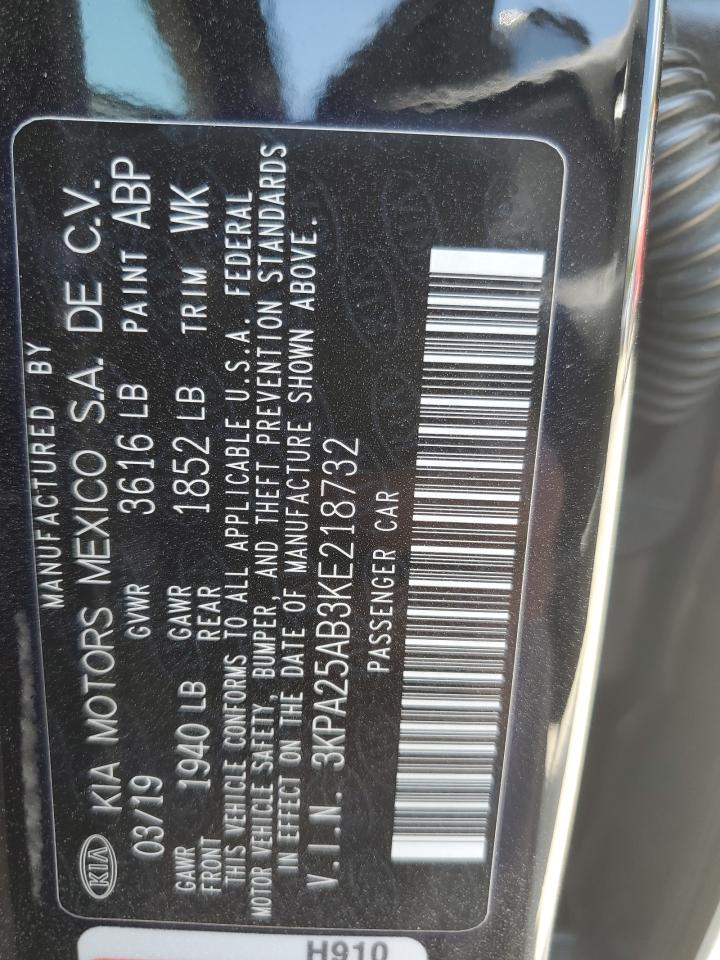 MANUFACTURED BY
KIA KIA MOTORS MEXICO S.A. DE C.V.
03/19 GVWR 3616 LB PAINT ABP
GAWR FRONT 1940 LB GAWR REAR 1852 LB TRIM WK
THIS VEHICLE CONFORMS TO ALL APPLICABLE U.S.A. FEDERAL
MOTOR VEHICLE SAFETY, BUMPER, AND THEFT PREVENTION STANDARDS
IN EFFECT ON THE DATE OF MANUFACTURE SHOWN ABOVE.
V.I.N. 3KPA25AB3KE218732
PASSENGER CAR
H910